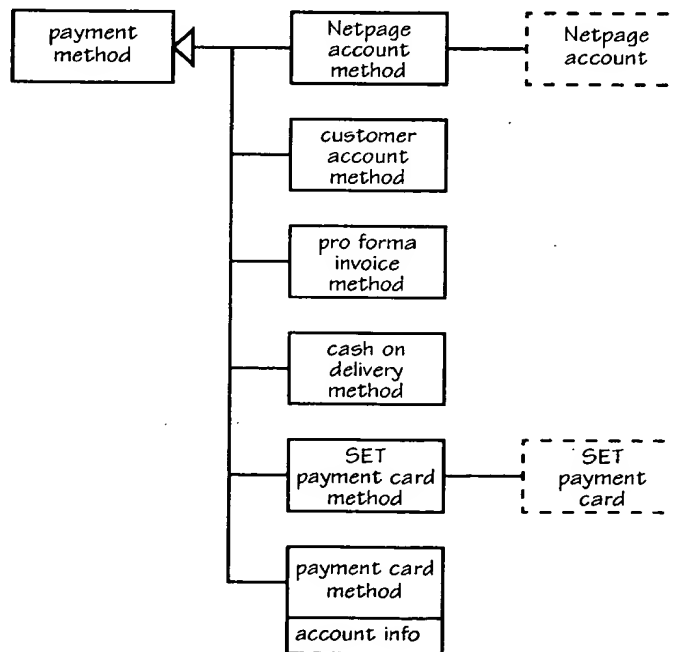 payment
method
Netpage
account
method
Netpage
account
customer
account
method
pro forma
invoice
method
cash on
delivery
method
SET
payment card
method
SET
payment
card
payment card
method
account info